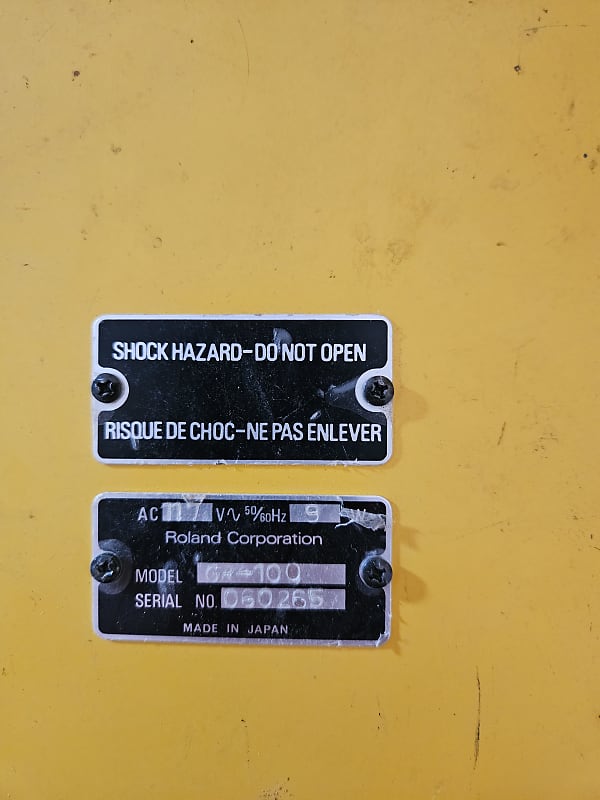 SHOCK HAZARD-DO NOT OPEN
RISQUE DE CHOC-NE PAS ENLEVER
AC 117 V∿ 50/60Hz 9 W
Roland Corporation
MODEL 100
SERIAL NO. 060265
MADE IN JAPAN